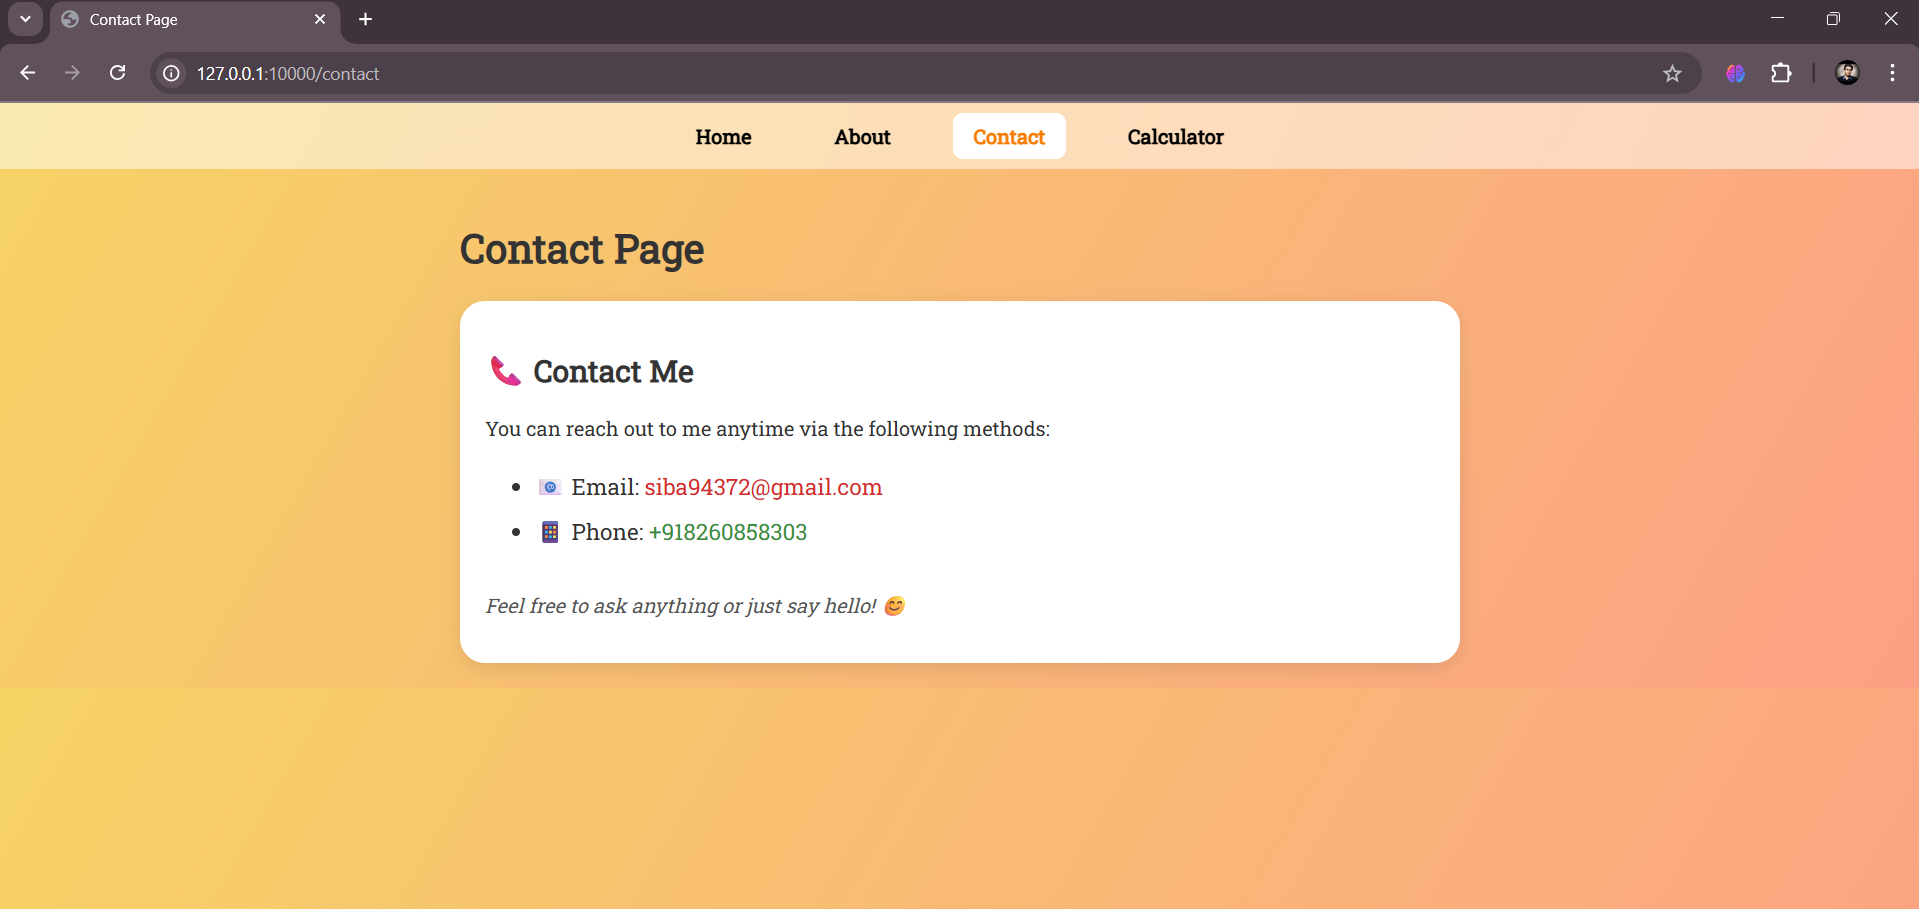 Contact Page
127.0.0.1:10000/contact
Home About Contact Calculator
Contact Page
📞 Contact Me
You can reach out to me anytime via the following methods:
• 📧 Email: siba94372@gmail.com
• 📱 Phone: +918260858303
Feel free to ask anything or just say hello! 😊